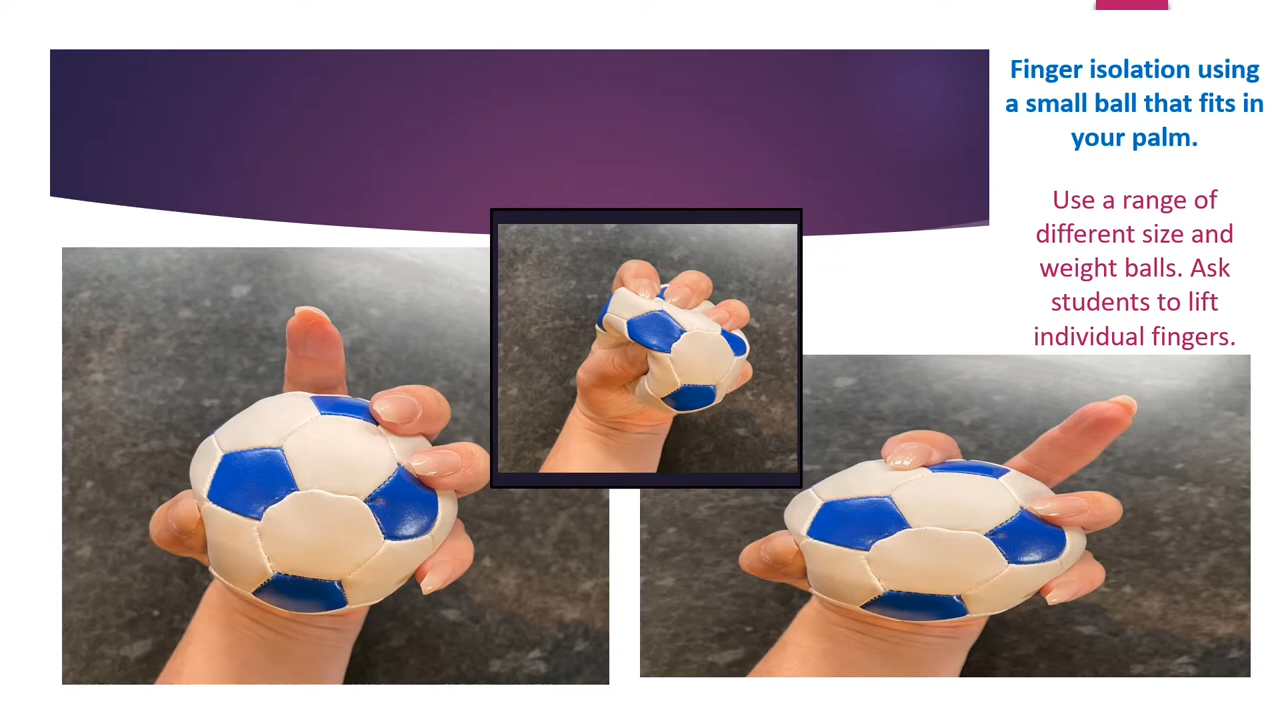 Finger isolation using
a small ball that fits in
your palm.
Use a range of
different size and
weight balls. Ask
students to lift
individual fingers.